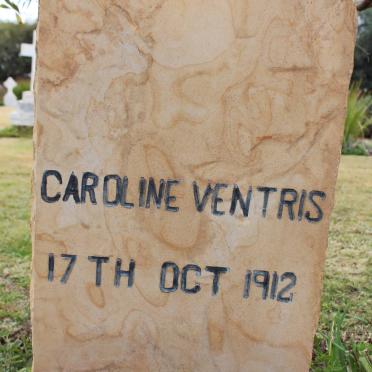 CAROLINE VENTRIS
17TH OCT 1912